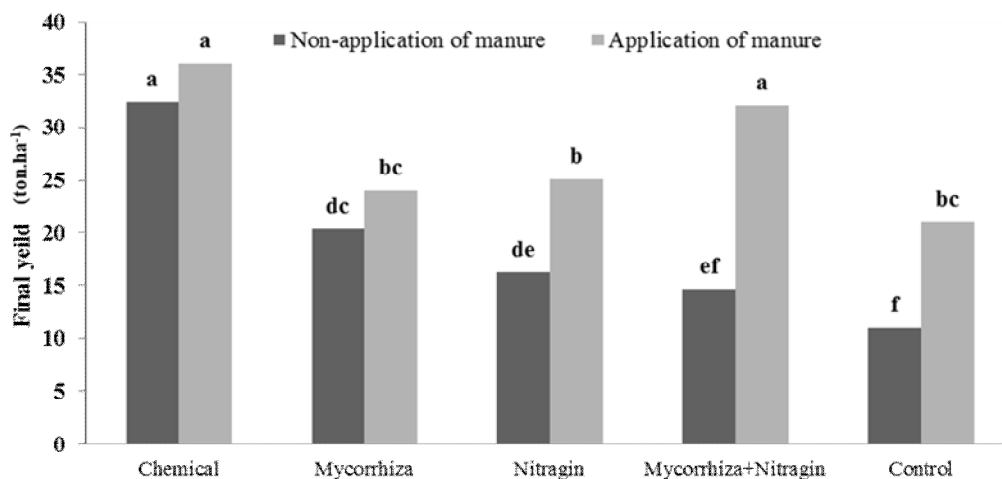 40
35
30
25
20
15
10
5
0
Final yeild (ton.ha⁻¹)
Non-application of manure Application of manure
a a
dc bc
de b
ef a
f bc
Chemical Mycorrhiza Nitragin Mycorrhiza+Nitragin Control